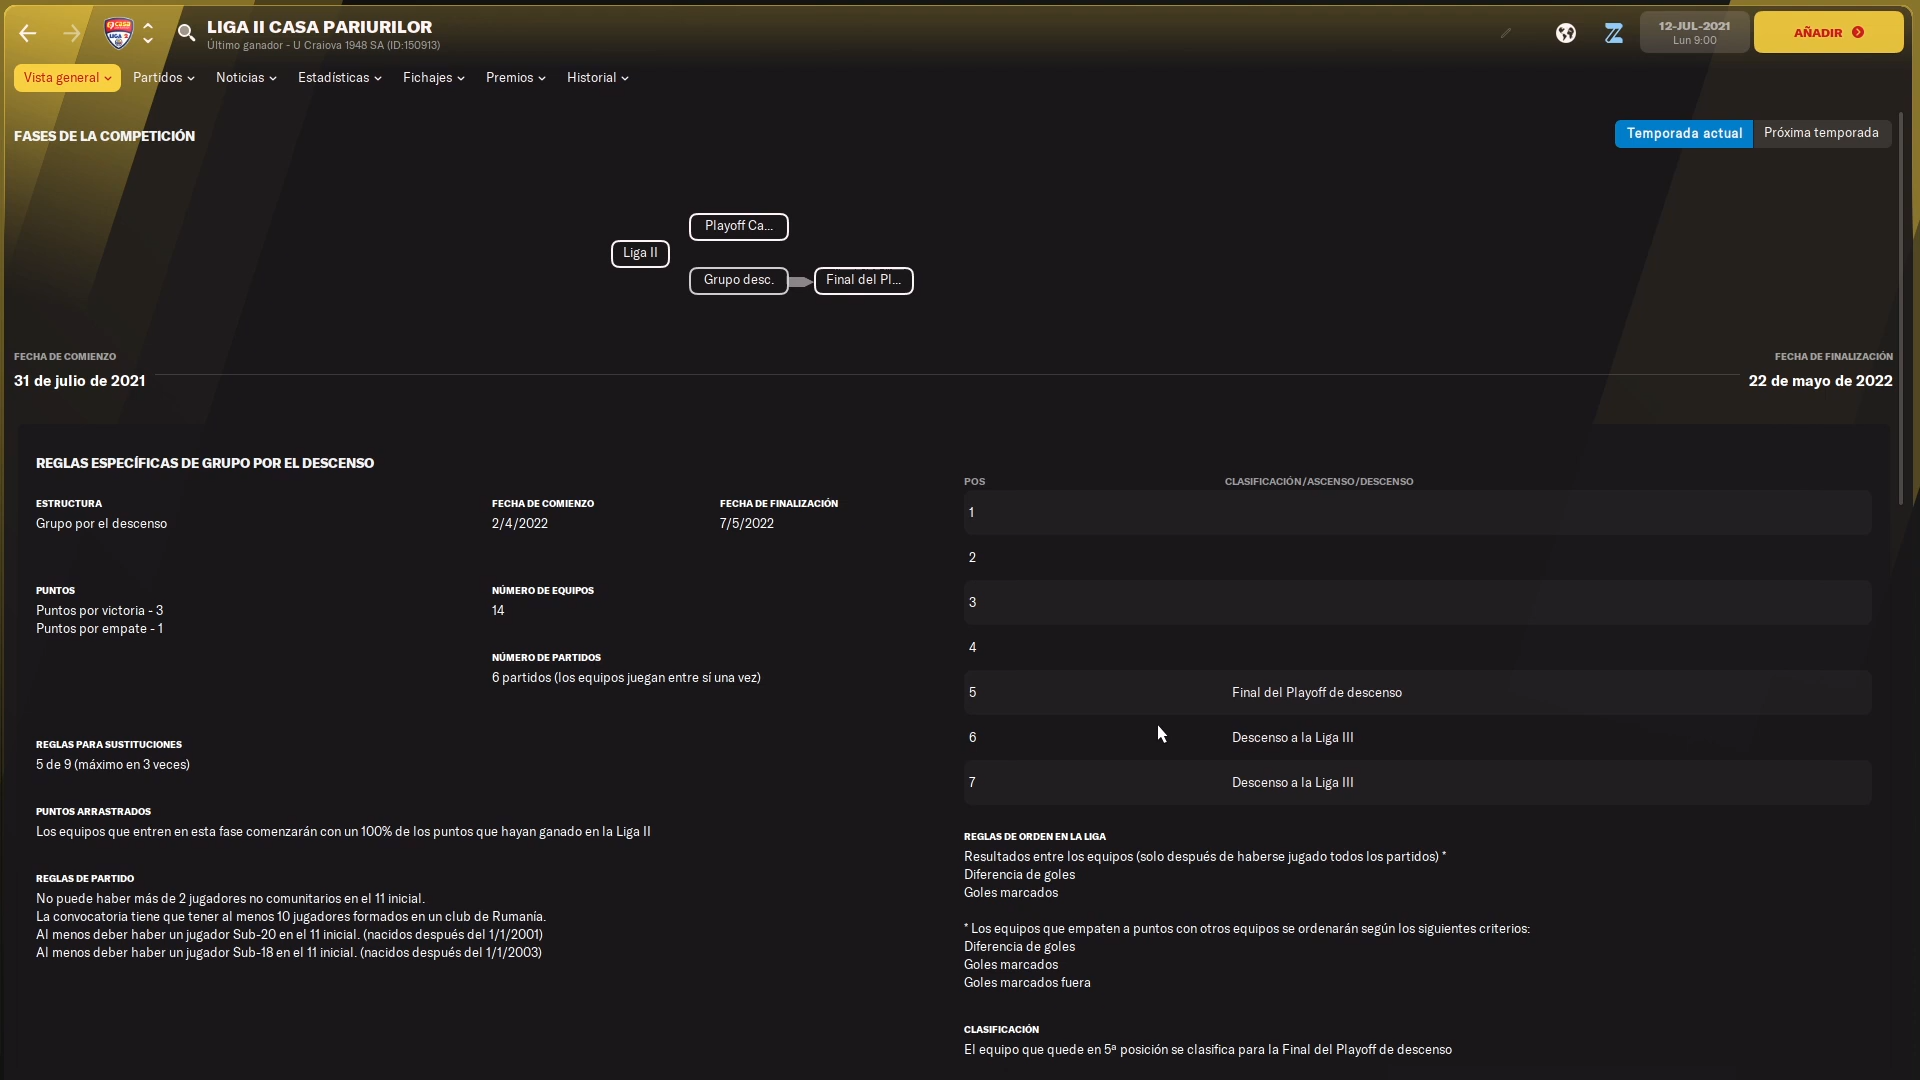 LIGA II CASA PARIURILOR
Último ganador - U Craiova 1948 SA (ID:150913)
12-JUL-2021
Lun 9:00
AÑADIR
Vista general
Partidos
Noticias
Estadísticas
Fichajes
Premios
Historial
FASES DE LA COMPETICIÓN
Temporada actual
Próxima temporada
Playoff Ca...
Liga II
Grupo desc.
Final del Pl...
FECHA DE COMIENZO
31 de julio de 2021
FECHA DE FINALIZACIÓN
22 de mayo de 2022
REGLAS ESPECÍFICAS DE GRUPO POR EL DESCENSO
ESTRUCTURA
Grupo por el descenso
FECHA DE COMIENZO
2/4/2022
FECHA DE FINALIZACIÓN
7/5/2022
PUNTOS
Puntos por victoria - 3
Puntos por empate - 1
NÚMERO DE EQUIPOS
14
NÚMERO DE PARTIDOS
6 partidos (los equipos juegan entre sí una vez)
REGLAS PARA SUSTITUCIONES
5 de 9 (máximo en 3 veces)
PUNTOS ARRASTRADOS
Los equipos que entren en esta fase comenzarán con un 100% de los puntos que hayan ganado en la Liga II
REGLAS DE PARTIDO
No puede haber más de 2 jugadores no comunitarios en el 11 inicial.
La convocatoria tiene que tener al menos 10 jugadores formados en un club de Rumanía.
Al menos deber haber un jugador Sub-20 en el 11 inicial. (nacidos después del 1/1/2001)
Al menos deber haber un jugador Sub-18 en el 11 inicial. (nacidos después del 1/1/2003)
POS
CLASIFICACIÓN/ASCENSO/DESCENSO
1
2
3
4
5 Final del Playoff de descenso
6 Descenso a la Liga III
7 Descenso a la Liga III
REGLAS DE ORDEN EN LA LIGA
Resultados entre los equipos (solo después de haberse jugado todos los partidos) *
Diferencia de goles
Goles marcados
* Los equipos que empaten a puntos con otros equipos se ordenarán según los siguientes criterios:
Diferencia de goles
Goles marcados
Goles marcados fuera
CLASIFICACIÓN
El equipo que quede en 5ª posición se clasifica para la Final del Playoff de descenso